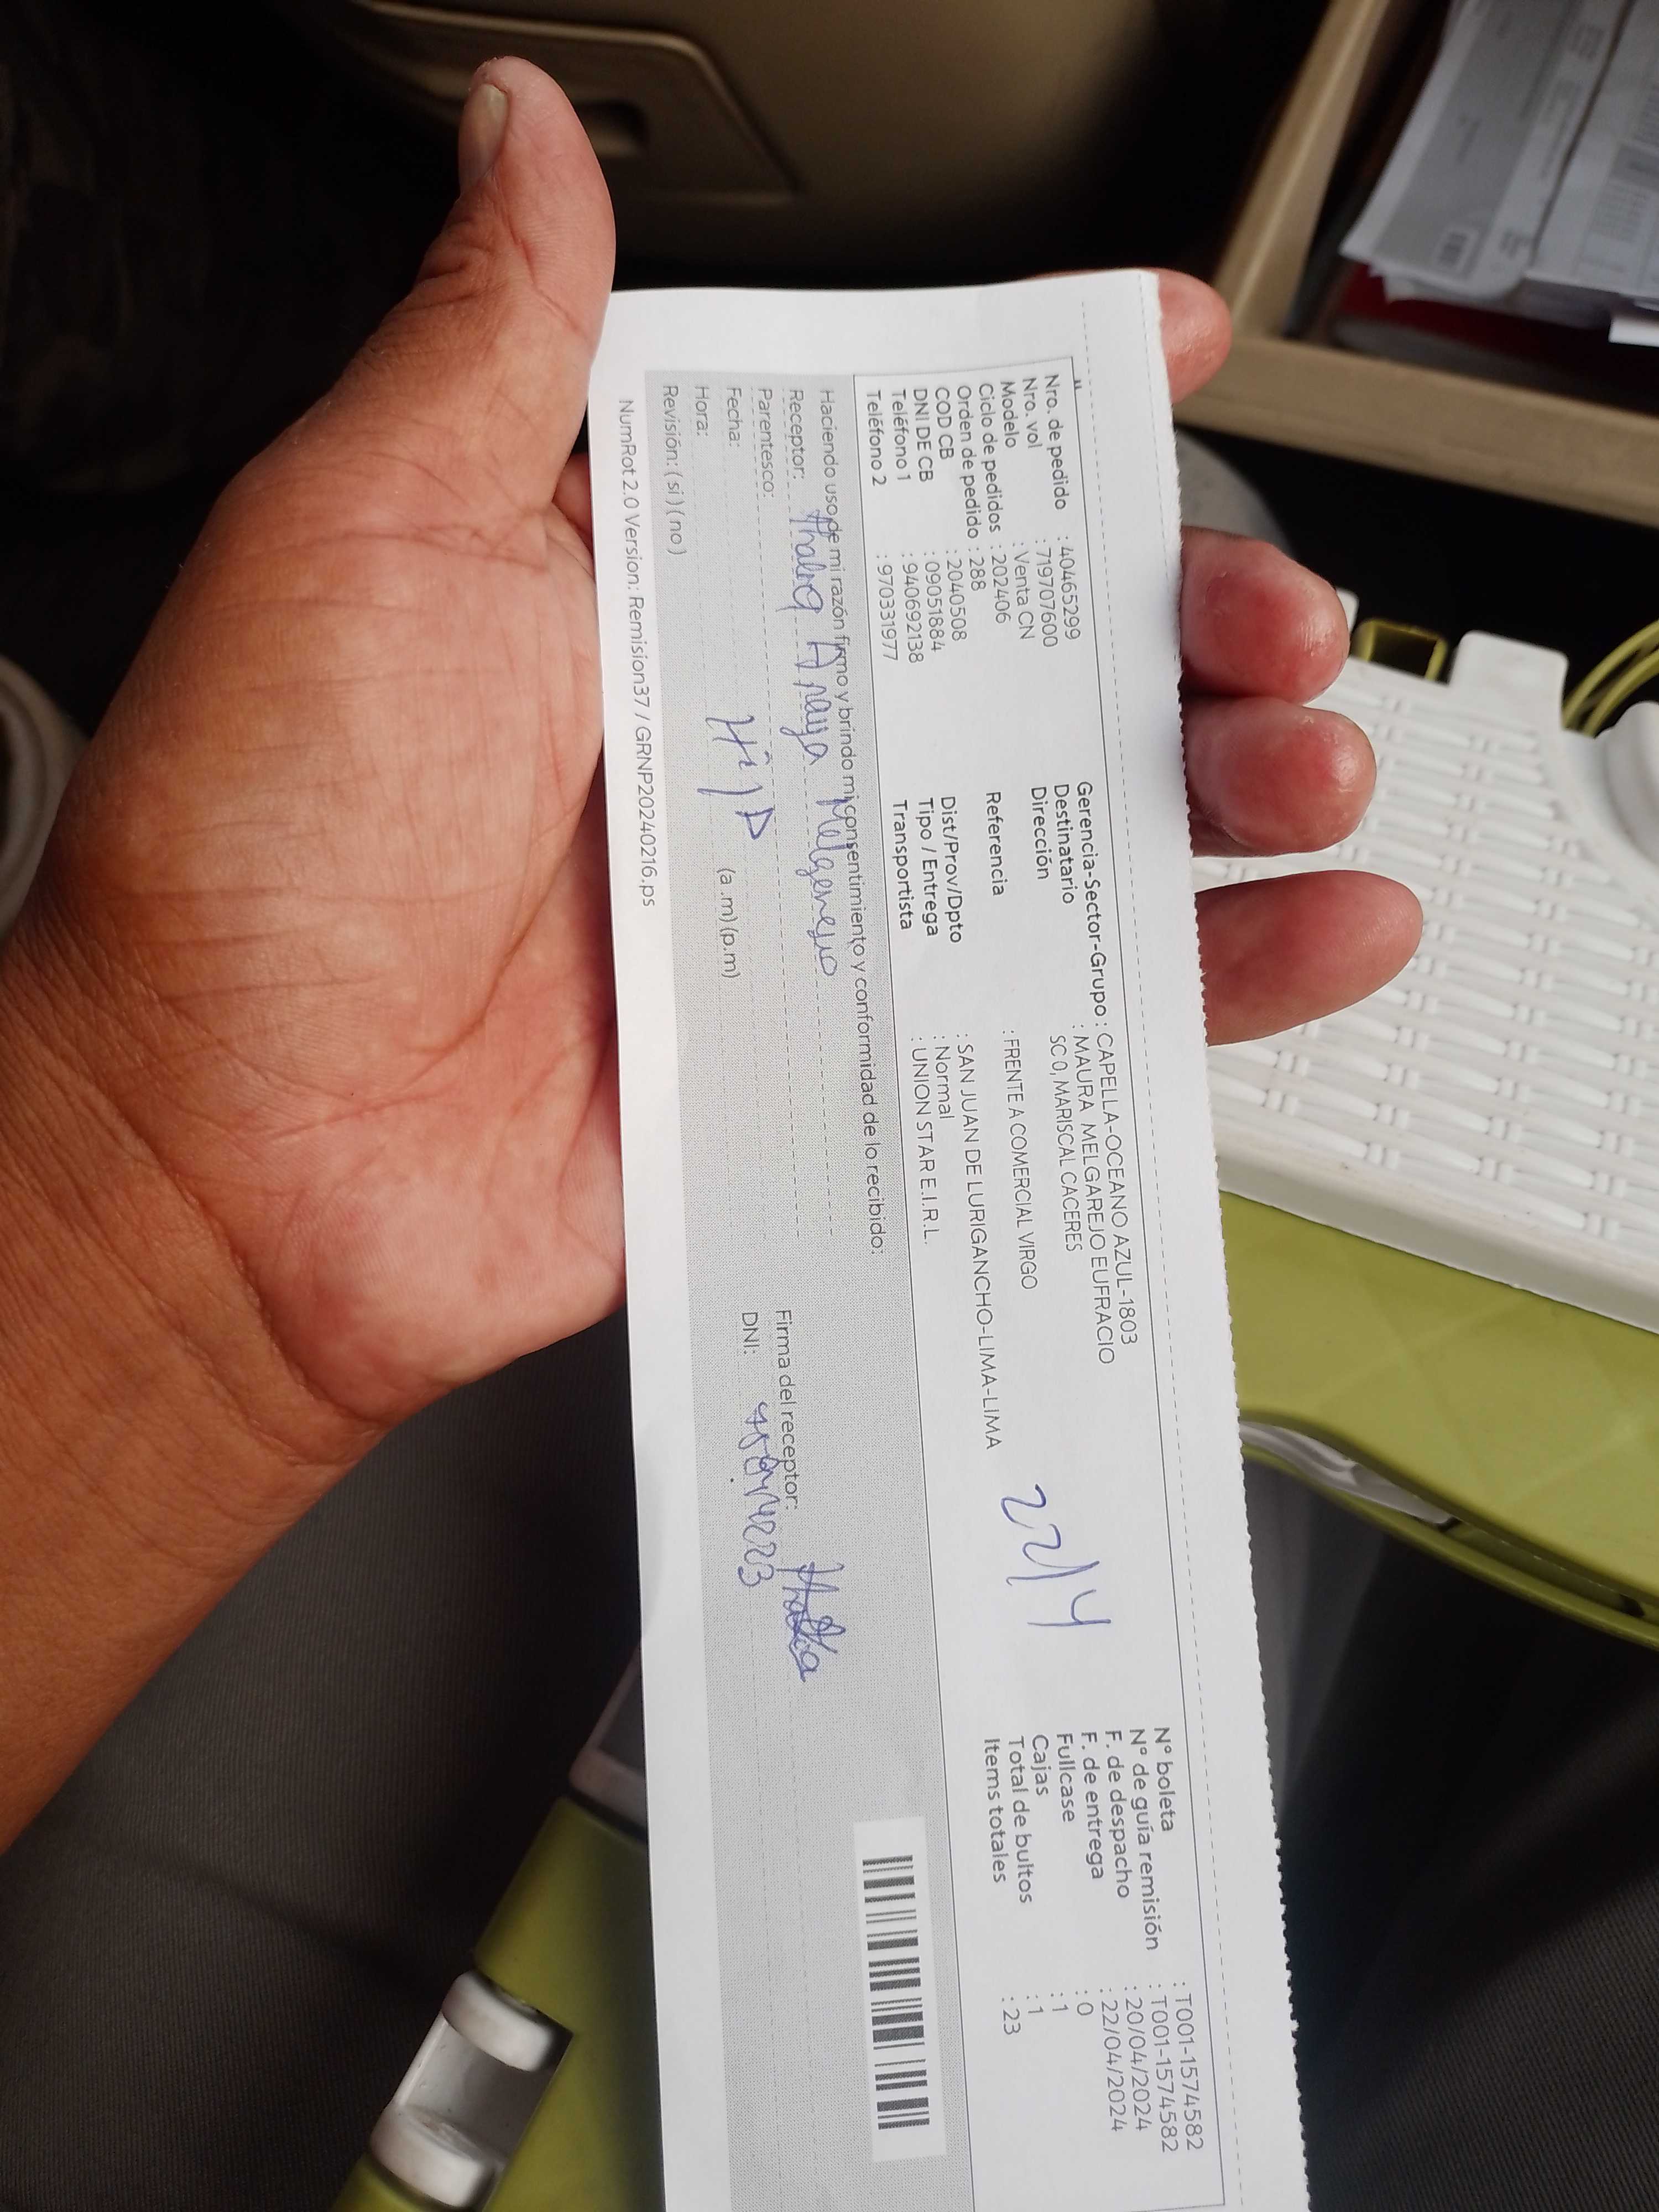 Nro. de pedido : 40465299
Nro. vol : 719707600
Modelo : Venta CN
Ciclo de pedidos : 202406
Orden de pedido : 288
COD CB : 2040508
DNI DE CB : 09051884
Teléfono 1 : 940692138
Teléfono 2 : 970331977
Gerencia-Sector-Grupo : CAPELLA-OCEANO AZUL-1803
Destinatario : MAURA MELGAREJO EUFRACIO
Dirección SC 0, MARISCAL CACERES
Referencia : FRENTE A COMERCIAL VIRGO
Dist/Prov/Dpto : SAN JUAN DE LURIGANCHO-LIMA-LIMA
Tipo / Entrega : Normal
Transportista : UNION STAR E.I.R.L.
22/4
N° boleta : T001-1574582
N° de guía remisión : T001-1574582
F. de despacho : 20/04/2024
F. de entrega : 22/04/2024
Fullcase : 0
Cajas : 1
Total de bultos : 1
Items totales : 23
Haciendo uso de mi razón firmo y brindo mi consentimiento y conformidad de lo recibido:
Receptor: Anaya
Parentesco:
Fecha:
Hora: (a .m) (p.m)
Revisión: ( si ) ( no )
Firma del receptor:
DNI:
NumRot 2.0 Version: Remision37 / GRNP20240216.ps